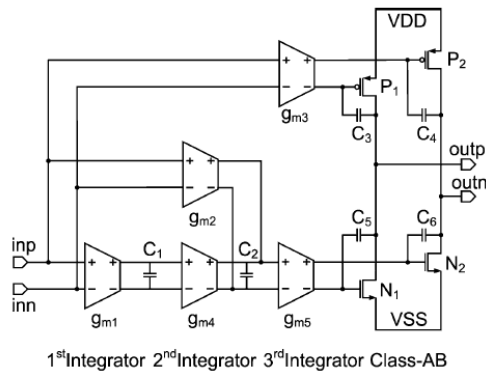 VDD
+ +
P₂
- -
P₁
gm3
C₃
C₄
outp
+ +
- -
outn
gm2
C₅
C₆
inp
C₁
C₂
+ +
+ +
+ +
N₂
inn
- -
- -
- -
N₁
gm1
gm4
gm5
VSS
1ˢᵗIntegrator 2ⁿᵈIntegrator 3ʳᵈIntegrator Class-AB